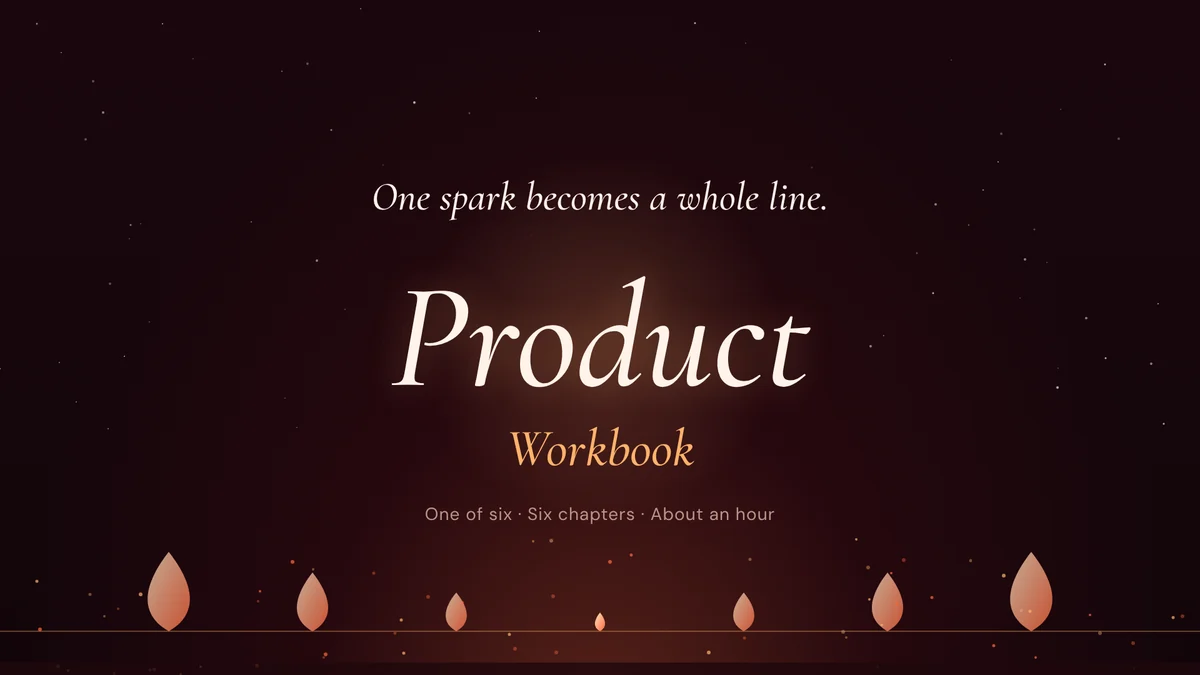 One spark becomes a whole line.
Product
Workbook
One of six · Six chapters · About an hour